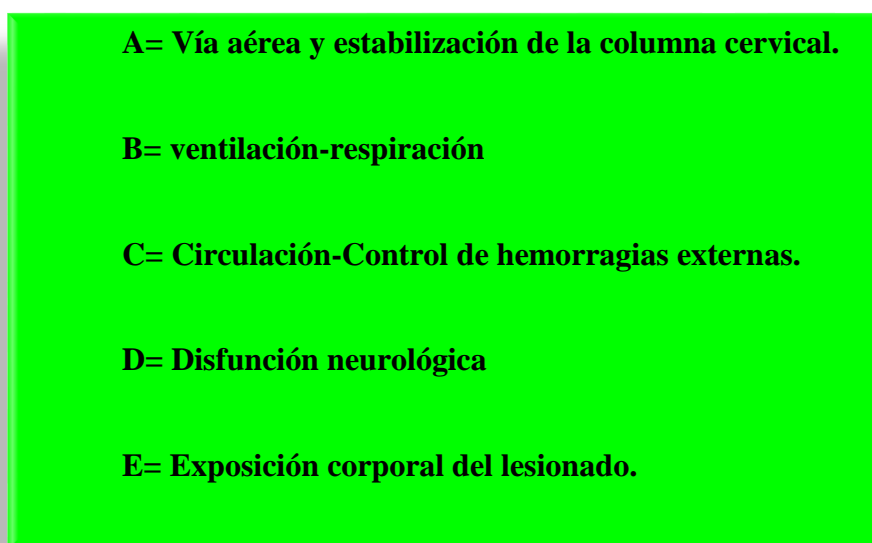 A= Vía aérea y estabilización de la columna cervical.
B= ventilación-respiración
C= Circulación-Control de hemorragias externas.
D= Disfunción neurológica
E= Exposición corporal del lesionado.